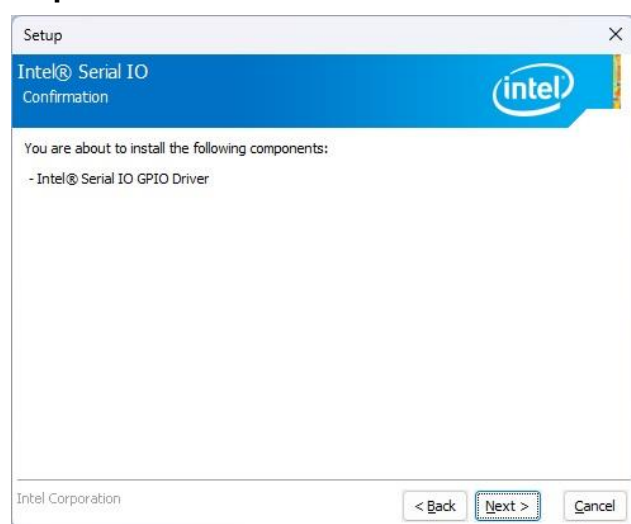 Setup
Intel® Serial IO
Confirmation
intel
You are about to install the following components:
- Intel® Serial IO GPIO Driver
Intel Corporation
< Back Next > Cancel